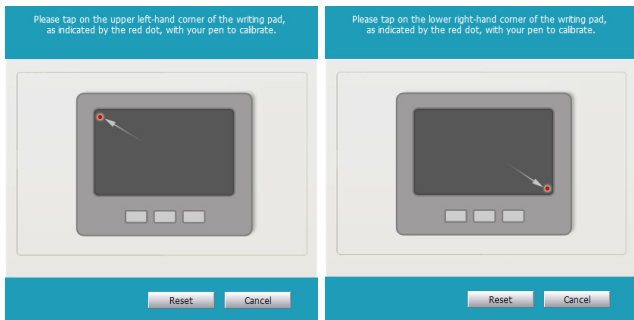 Please tap on the upper left-hand corner of the writing pad,
as indicated by the red dot, with your pen to calibrate.
Reset
Cancel
Please tap on the lower right-hand corner of the writing pad,
as indicated by the red dot, with your pen to calibrate.
Reset
Cancel